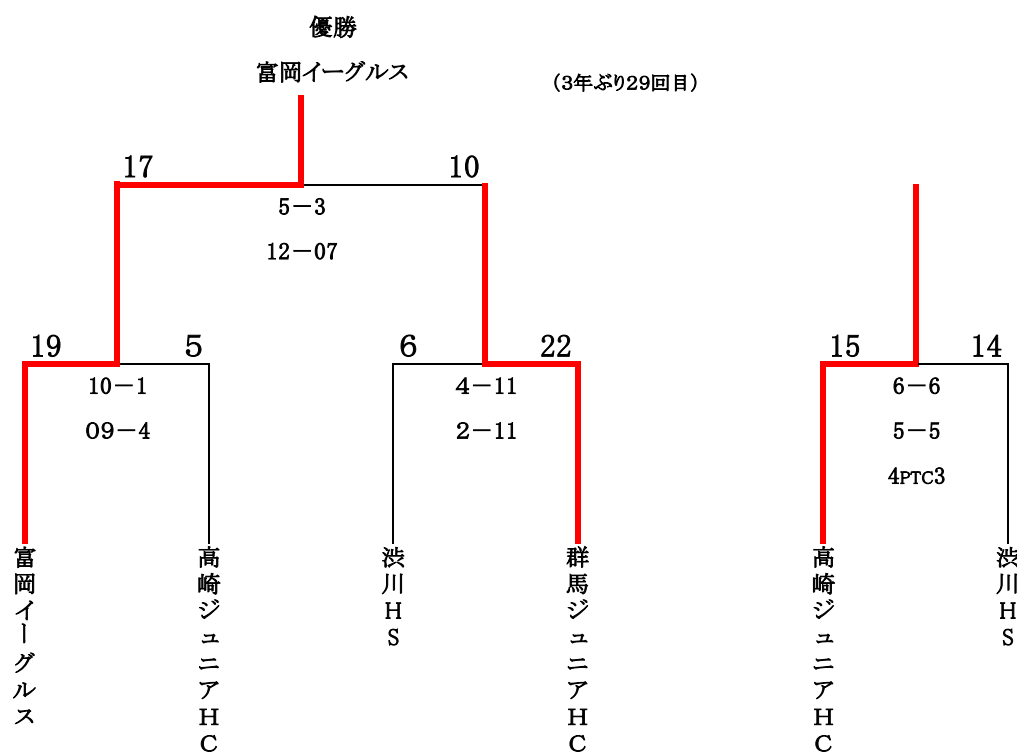 優勝
富岡イーグルス
(3年ぶり29回目)
17
10
5－3
12－07
19
5
6
22
15
14
10－1
4－11
6－6
09－4
2－11
5－5
4PTC3
富岡イーグルス
高崎ジュニアHC
渋川HS
群馬ジュニアHC
高崎ジュニアHC
渋川HS